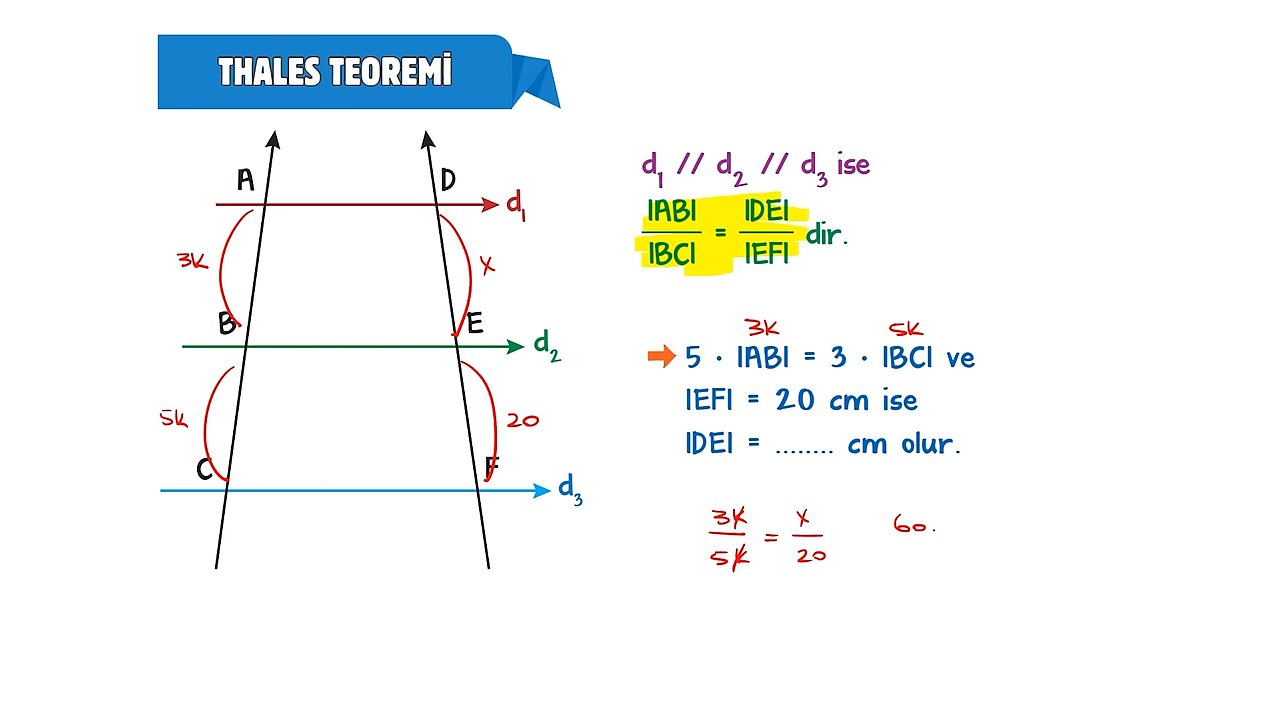 THALES TEOREMİ
A
D
d1
3k
x
B
E
d2
5k
20
C
F
d3
d1 // d2 // d3 ise
|AB| / |BC| = |DE| / |EF| dir.
3k 5k
5 · |AB| = 3 · |BC| ve
|EF| = 20 cm ise
|DE| = ........ cm olur.
3k / 5k = x / 20 60.